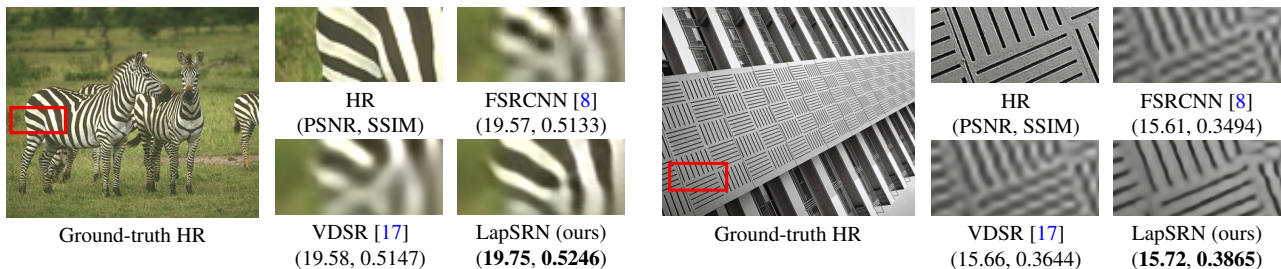 HR
(PSNR, SSIM)
FSRCNN [8]
(19.57, 0.5133)
Ground-truth HR
VDSR [17]
(19.58, 0.5147)
LapSRN (ours)
(19.75, 0.5246)
HR
(PSNR, SSIM)
FSRCNN [8]
(15.61, 0.3494)
Ground-truth HR
VDSR [17]
(15.66, 0.3644)
LapSRN (ours)
(15.72, 0.3865)